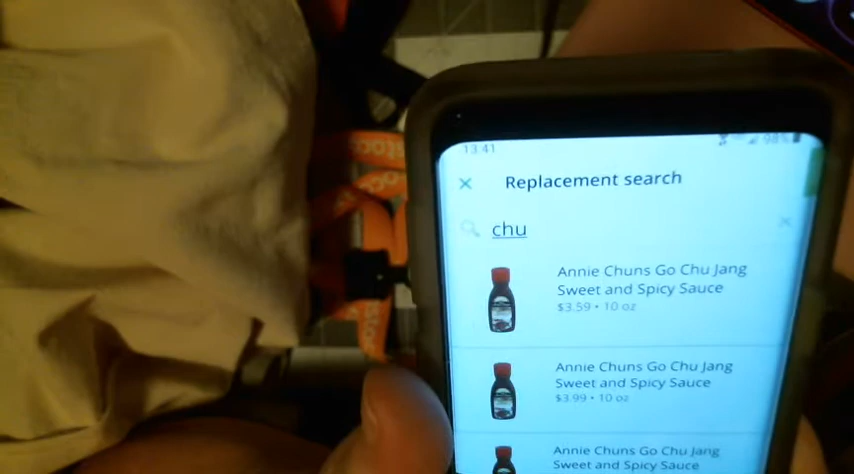 13:41
98%
Replacement search
chu
Annie Chuns Go Chu Jang
Sweet and Spicy Sauce
$3.59 • 10 oz
Annie Chuns Go Chu Jang
Sweet and Spicy Sauce
$3.99 • 10 oz
Annie Chuns Go Chu Jang
Sweet and Spicy Sauce